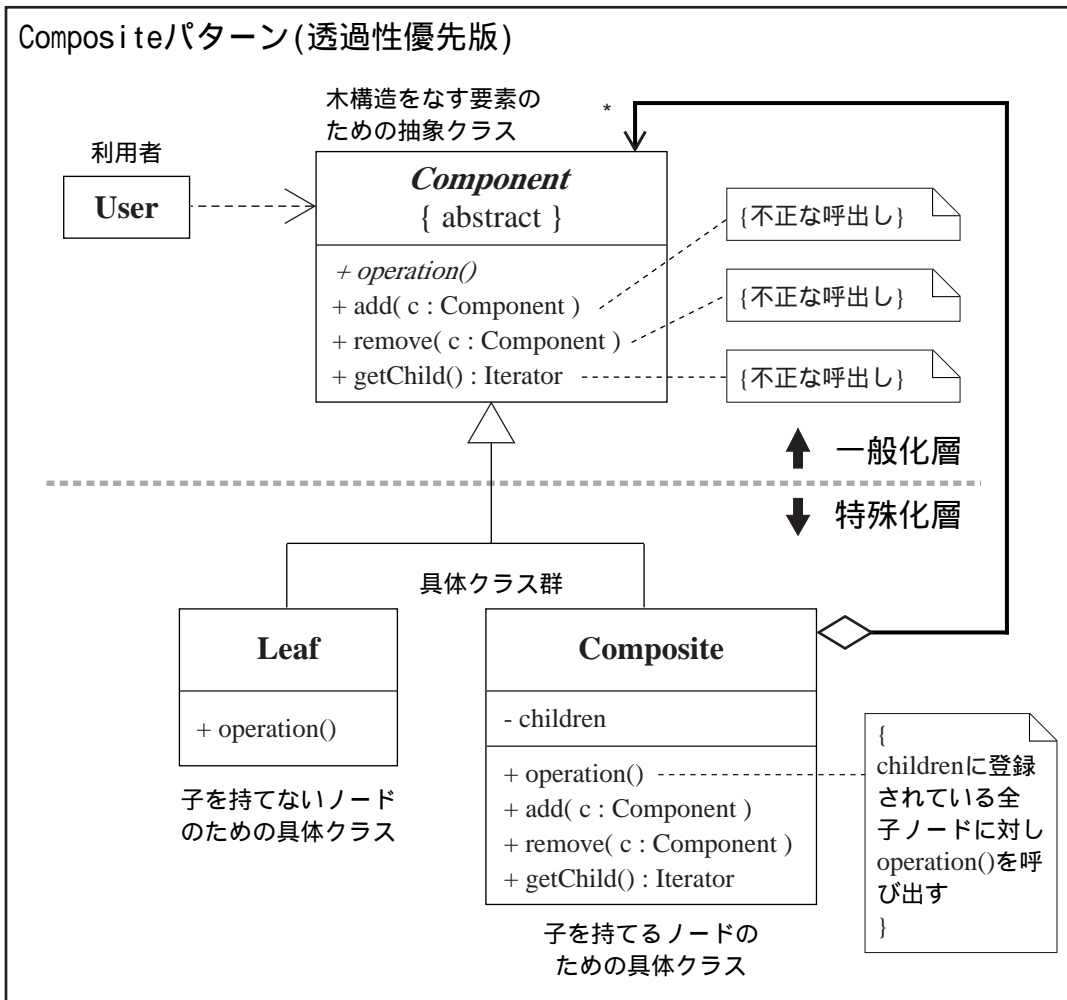 Compositeパターン(透過性優先版)
木構造をなす要素の
ための抽象クラス
*
利用者
User
Component
{ abstract }
+ operation()
+ add( c : Component )
+ remove( c : Component )
+ getChild() : Iterator
{不正な呼出し}
{不正な呼出し}
{不正な呼出し}
一般化層
特殊化層
具体クラス群
Leaf
+ operation()
子を持てないノード
のための具体クラス
Composite
- children
+ operation()
+ add( c : Component )
+ remove( c : Component )
+ getChild() : Iterator
子を持てるノードの
ための具体クラス
{
childrenに登録
されている全
子ノードに対し
operation()を呼
び出す
}